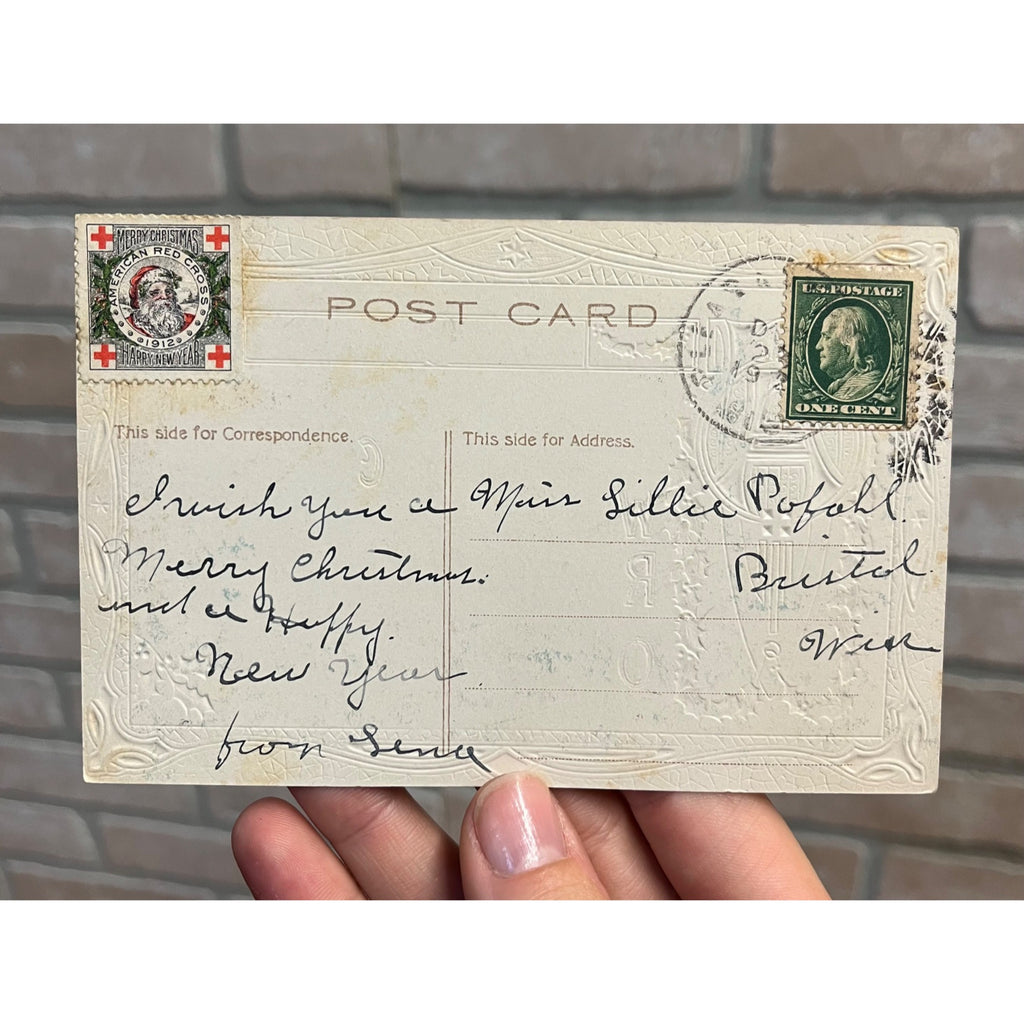 MERRY CHRISTMAS
AMERICAN RED CROSS
1912
HAPPY NEW YEAR
POST CARD
U.S. POSTAGE
ONE CENT
This side for Correspondence.
This side for Address.
I wish you a
Merry Christmas.
and a Happy.
New Year
from Lena
Miss Lillie Pofahl.
Bristol.
Wis.